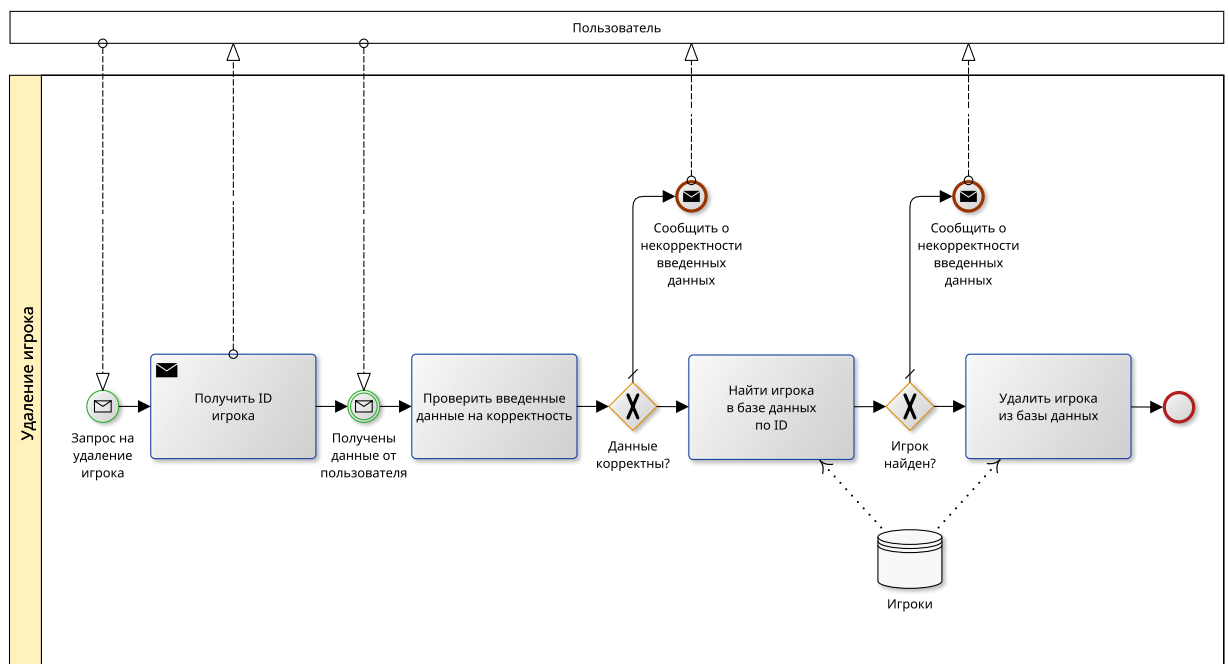 Пользователь
Удаление игрока
Сообщить о
некорректности
введенных
данных
Сообщить о
некорректности
введенных
данных
Получить ID
игрока
Проверить введенные
данные на корректность
Найти игрока
в базе данных
по ID
Удалить игрока
из базы данных
Запрос на
удаление
игрока
Получены
данные от
пользователя
Данные
корректны?
Игрок
найден?
Игроки